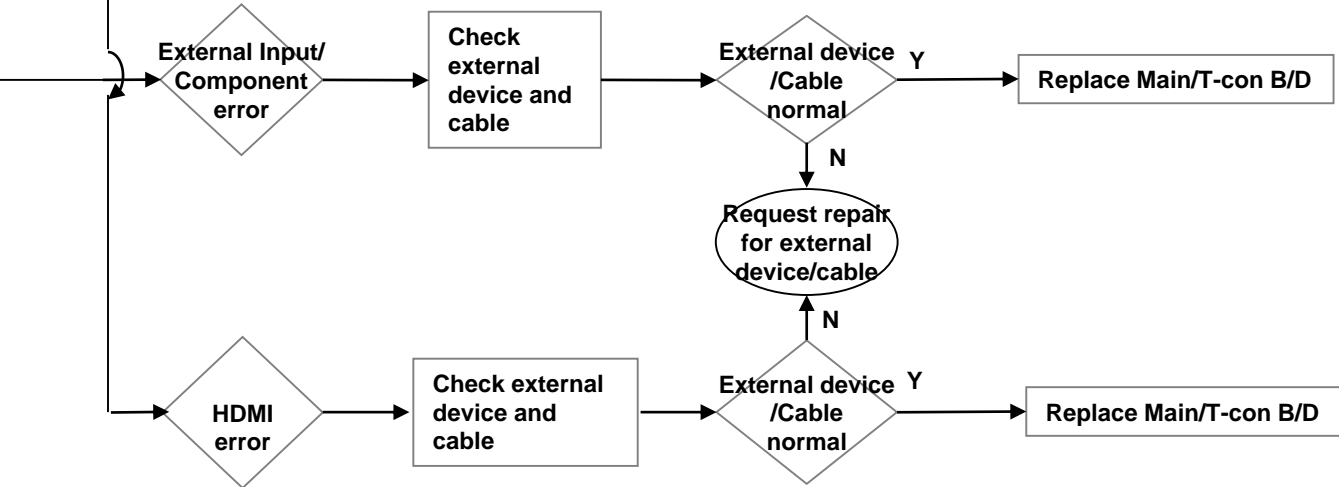 External Input/
Component
error
Check
external
device and
cable
External device
/Cable
normal
Y
Replace Main/T-con B/D
N
Request repair
for external
device/cable
N
HDMI
error
Check external
device and
cable
External device
/Cable
normal
Y
Replace Main/T-con B/D